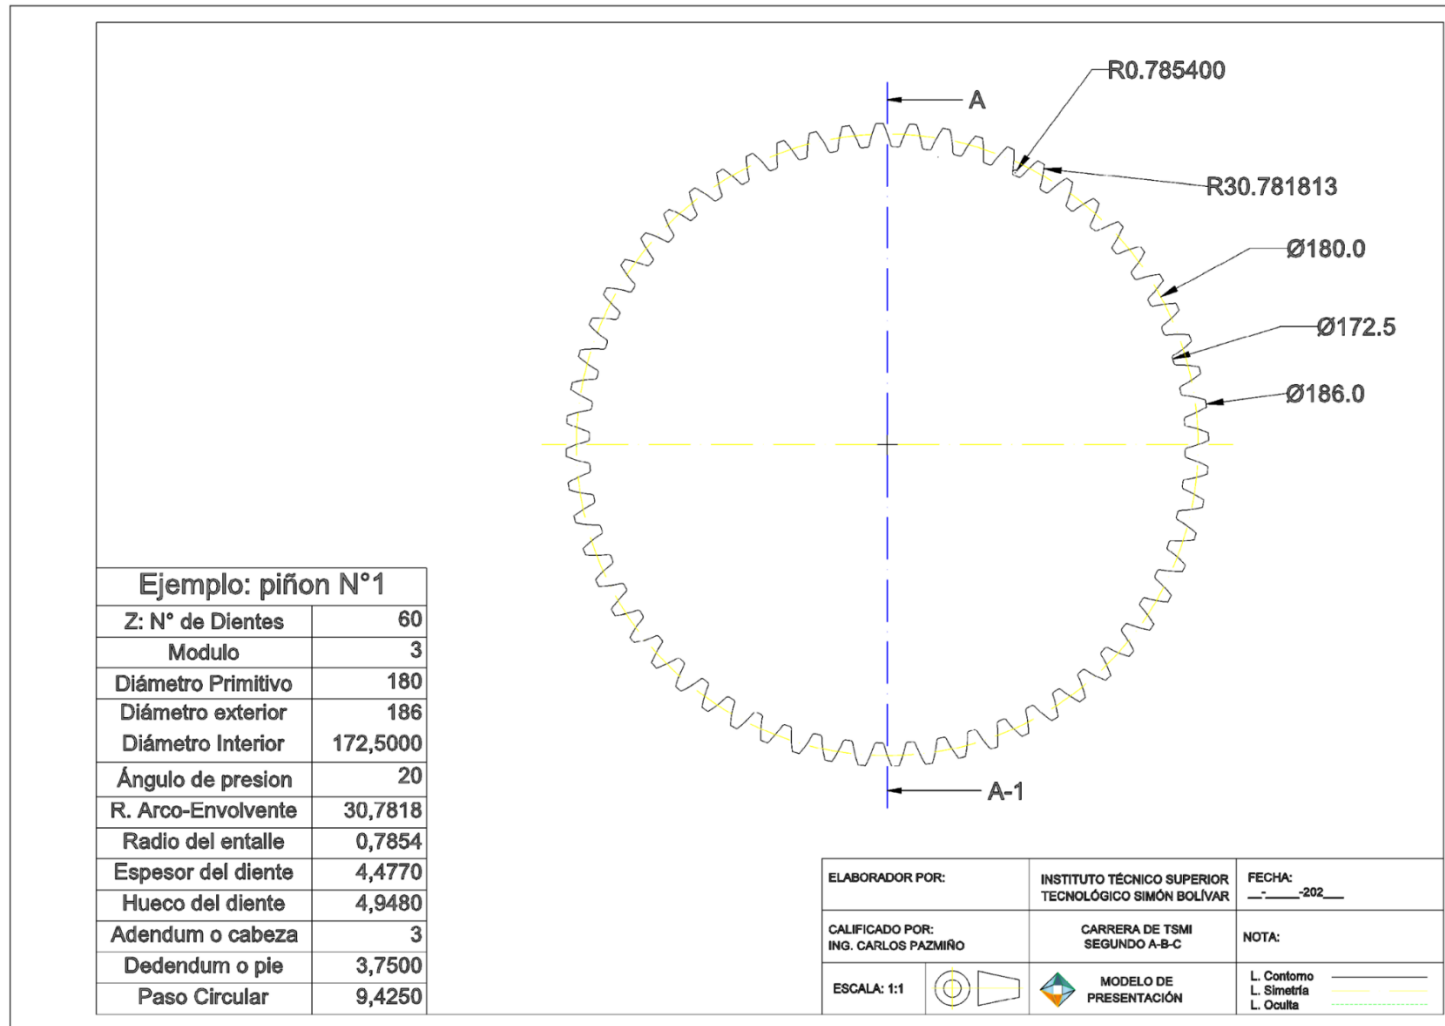 R0.785400
A
R30.781813
Ø180.0
Ø172.5
Ø186.0
A-1
Ejemplo: piñon N°1
Z: N° de Dientes 60
Modulo 3
Diámetro Primitivo 180
Diámetro exterior 186
Diámetro Interior 172,5000
Ángulo de presion 20
R. Arco-Envolvente 30,7818
Radio del entalle 0,7854
Espesor del diente 4,4770
Hueco del diente 4,9480
Adendum o cabeza 3
Dedendum o pie 3,7500
Paso Circular 9,4250
ELABORADOR POR:
INSTITUTO TÉCNICO SUPERIOR
TECNOLÓGICO SIMÓN BOLÍVAR
FECHA:
__-____-202__
CALIFICADO POR:
ING. CARLOS PAZMIÑO
CARRERA DE TSMI
SEGUNDO A-B-C
NOTA:
ESCALA: 1:1
MODELO DE
PRESENTACIÓN
L. Contorno
L. Simetría
L. Oculta